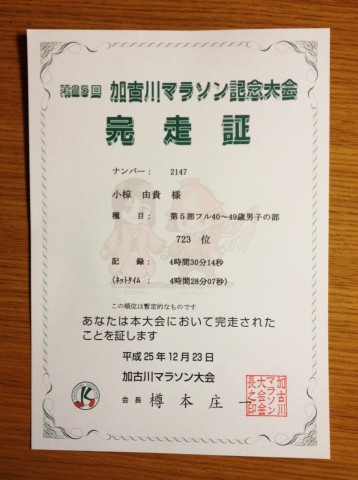 第25回 加古川マラソン記念大会
完走証
ナンバー： 2147
小椋 由貴 様
種 目： 第５部フル40〜49歳男子の部
723 位
記 録： 4時間30分14秒
（ネットタイム： 4時間28分07秒）
この順位は暫定的なものです
あなたは本大会において完走された
ことを証します
平成25年12月23日
加古川マラソン大会
会長 樽本庄一
加古川
マラソン
大会会
長之印